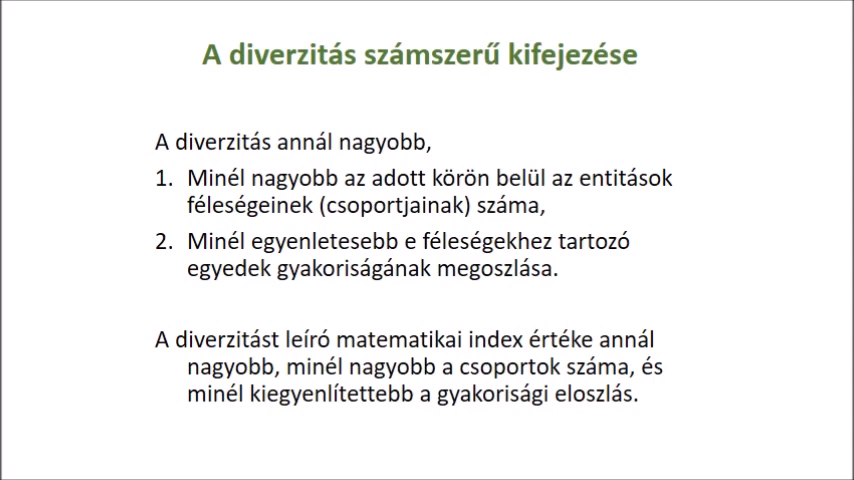 A diverzitás számszerű kifejezése
A diverzitás annál nagyobb,
1. Minél nagyobb az adott körön belül az entitások
féleségeinek (csoportjainak) száma,
2. Minél egyenletesebb e féleségekhez tartozó
egyedek gyakoriságának megoszlása.
A diverzitást leíró matematikai index értéke annál
nagyobb, minél nagyobb a csoportok száma, és
minél kiegyenlítettebb a gyakorisági eloszlás.